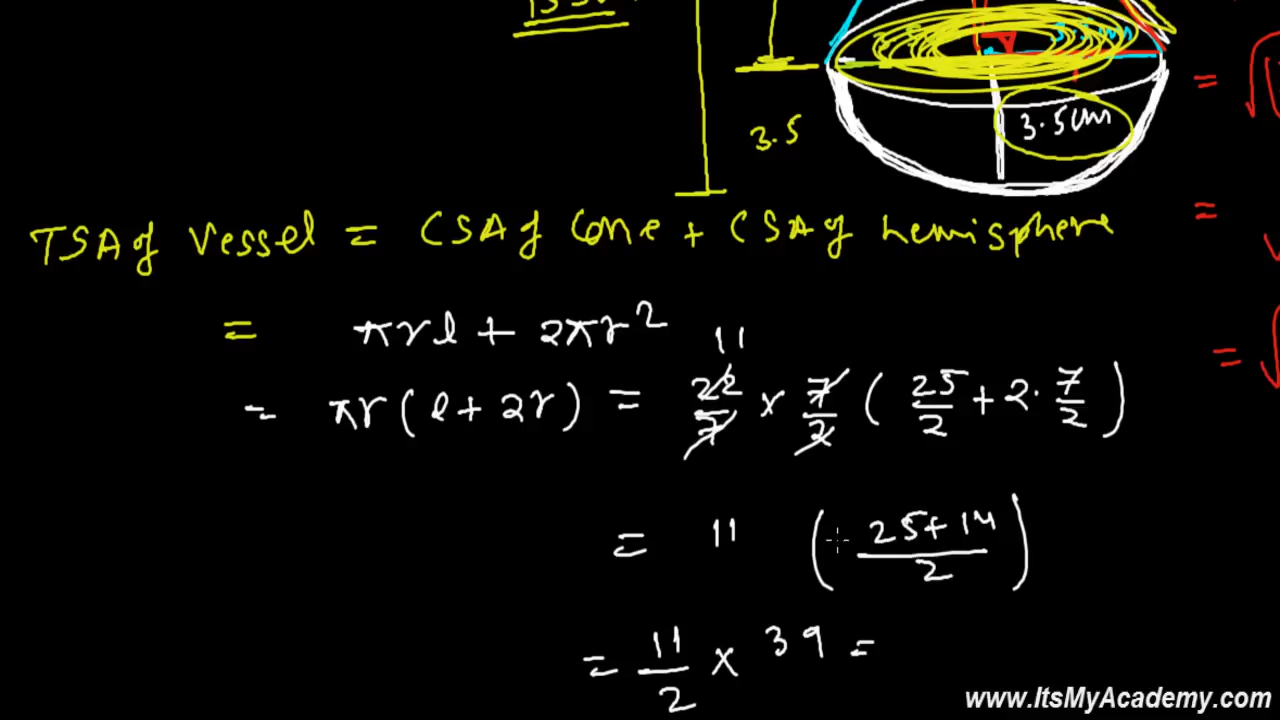 3.5cm
3.5
TSA of Vessel = CSA of Cone + CSA of hemisphere
= πrl + 2πr²
= πr(l+2r) = 22/7 × 7/2 (25/2 + 2·7/2)
11
= 11 (25+14/2)
= 11/2 × 39 =
www.ItsMyAcademy.com